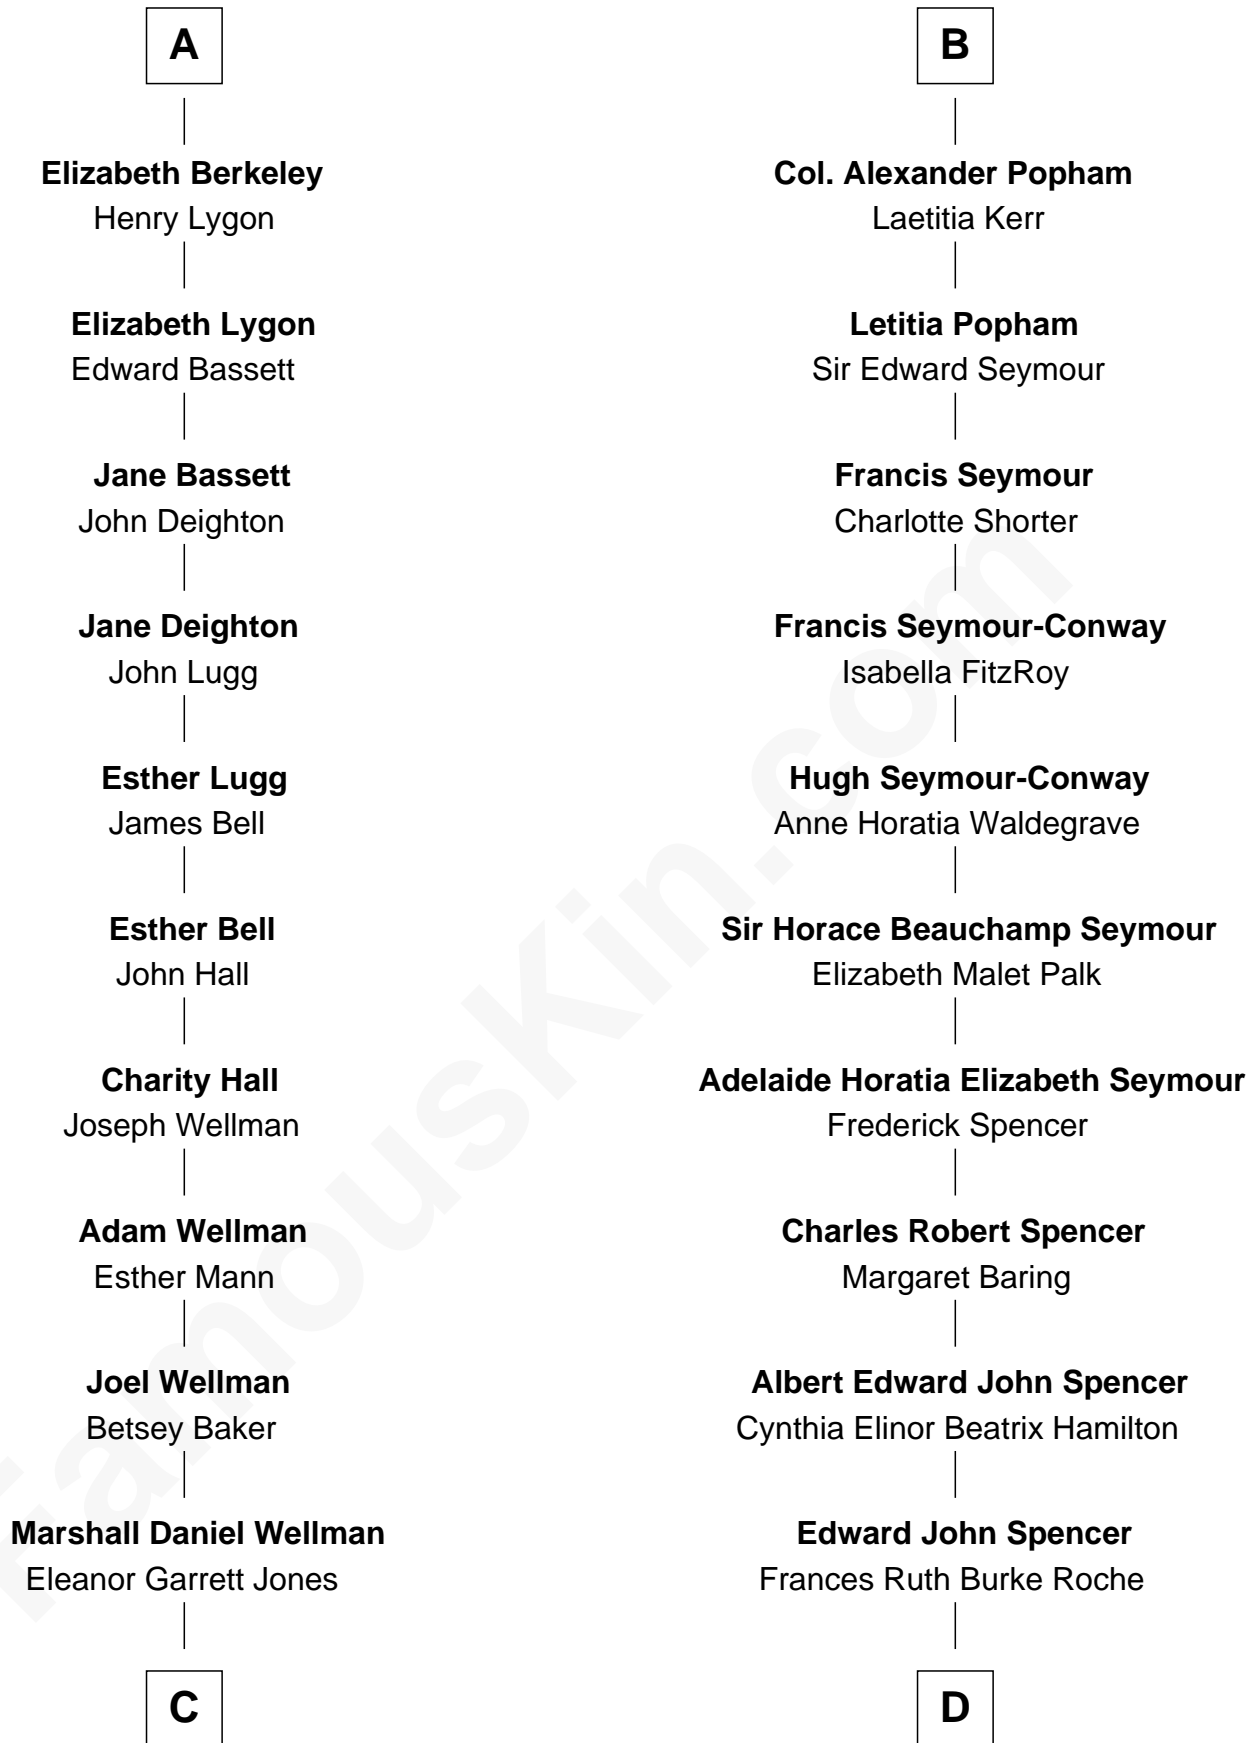 A
Elizabeth Berkeley
Henry Lygon
Elizabeth Lygon
Edward Bassett
Jane Bassett
John Deighton
Jane Deighton
John Lugg
Esther Lugg
James Bell
Esther Bell
John Hall
Charity Hall
Joseph Wellman
Adam Wellman
Esther Mann
Joel Wellman
Betsey Baker
Marshall Daniel Wellman
Eleanor Garrett Jones
C
B
Col. Alexander Popham
Laetitia Kerr
Letitia Popham
Sir Edward Seymour
Francis Seymour
Charlotte Shorter
Francis Seymour-Conway
Isabella FitzRoy
Hugh Seymour-Conway
Anne Horatia Waldegrave
Sir Horace Beauchamp Seymour
Elizabeth Malet Palk
Adelaide Horatia Elizabeth Seymour
Frederick Spencer
Charles Robert Spencer
Margaret Baring
Albert Edward John Spencer
Cynthia Elinor Beatrix Hamilton
Edward John Spencer
Frances Ruth Burke Roche
D
FamousKin.com